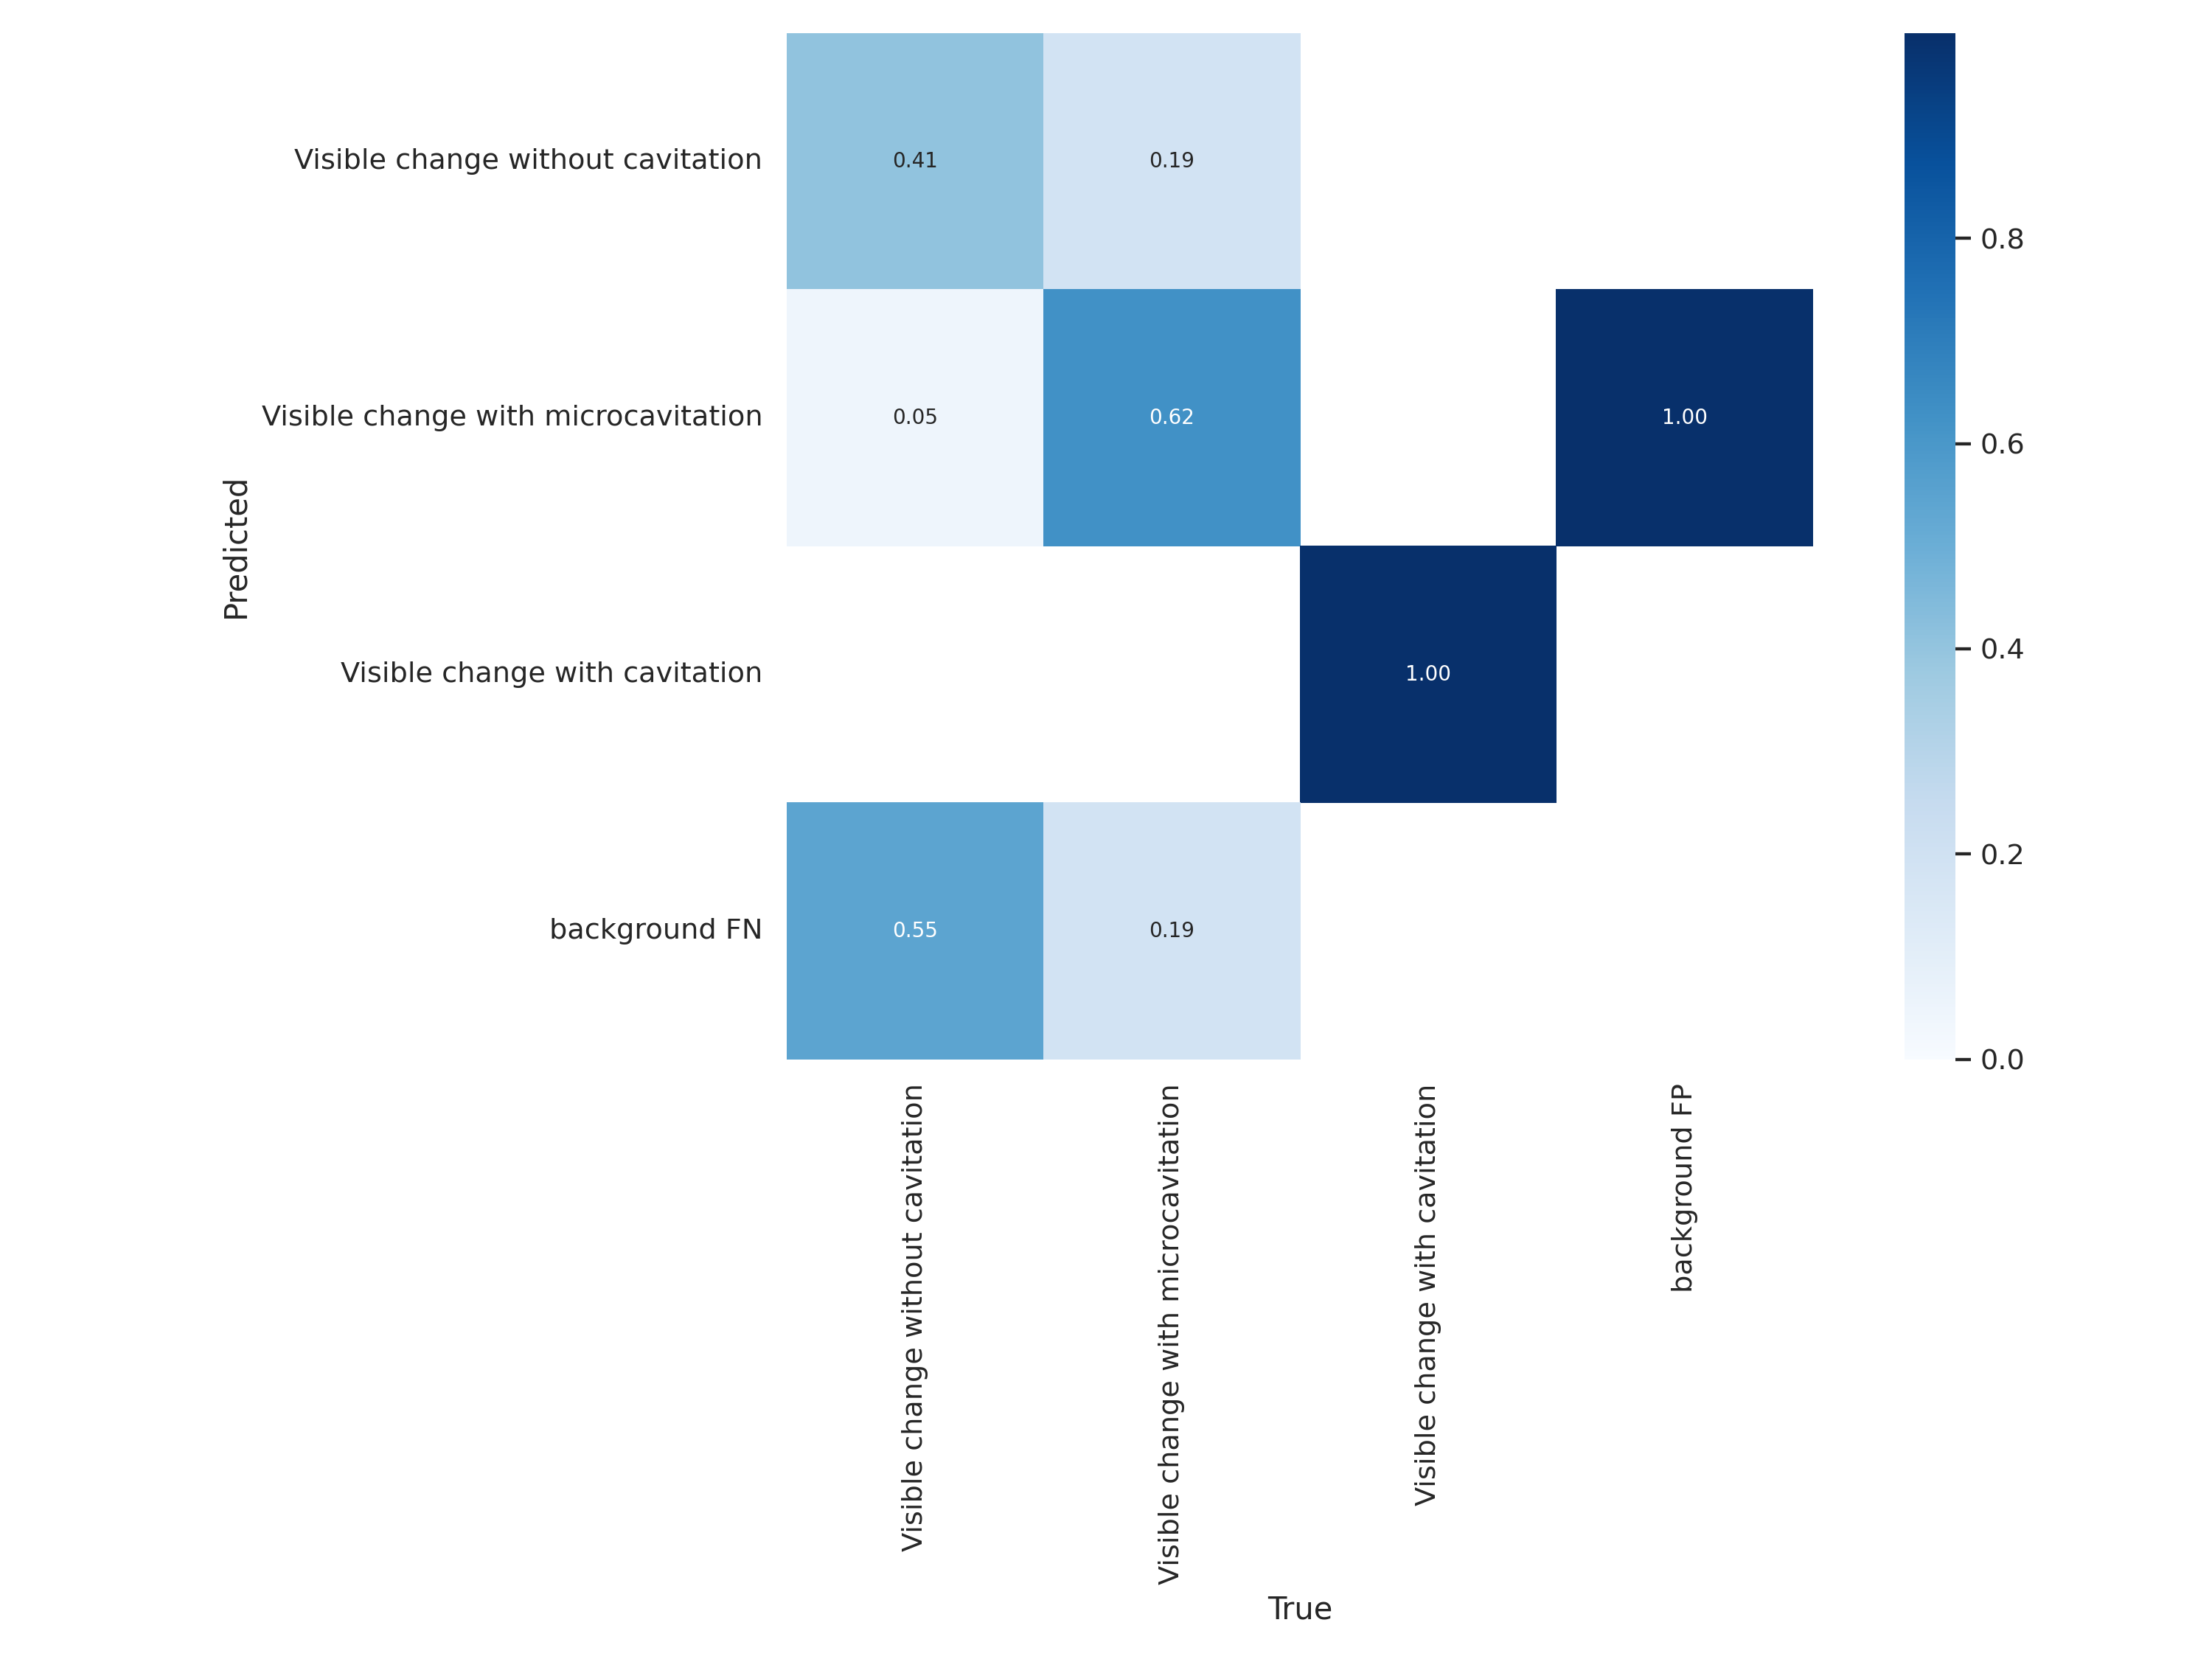 Visible change without cavitation
0.41
0.19
0.8
Visible change with microcavitation
0.05
0.62
1.00
0.6
Predicted
Visible change with cavitation
1.00
0.4
background FN
0.55
0.19
0.2
0.0
Visible change without cavitation
Visible change with microcavitation
Visible change with cavitation
background FP
True